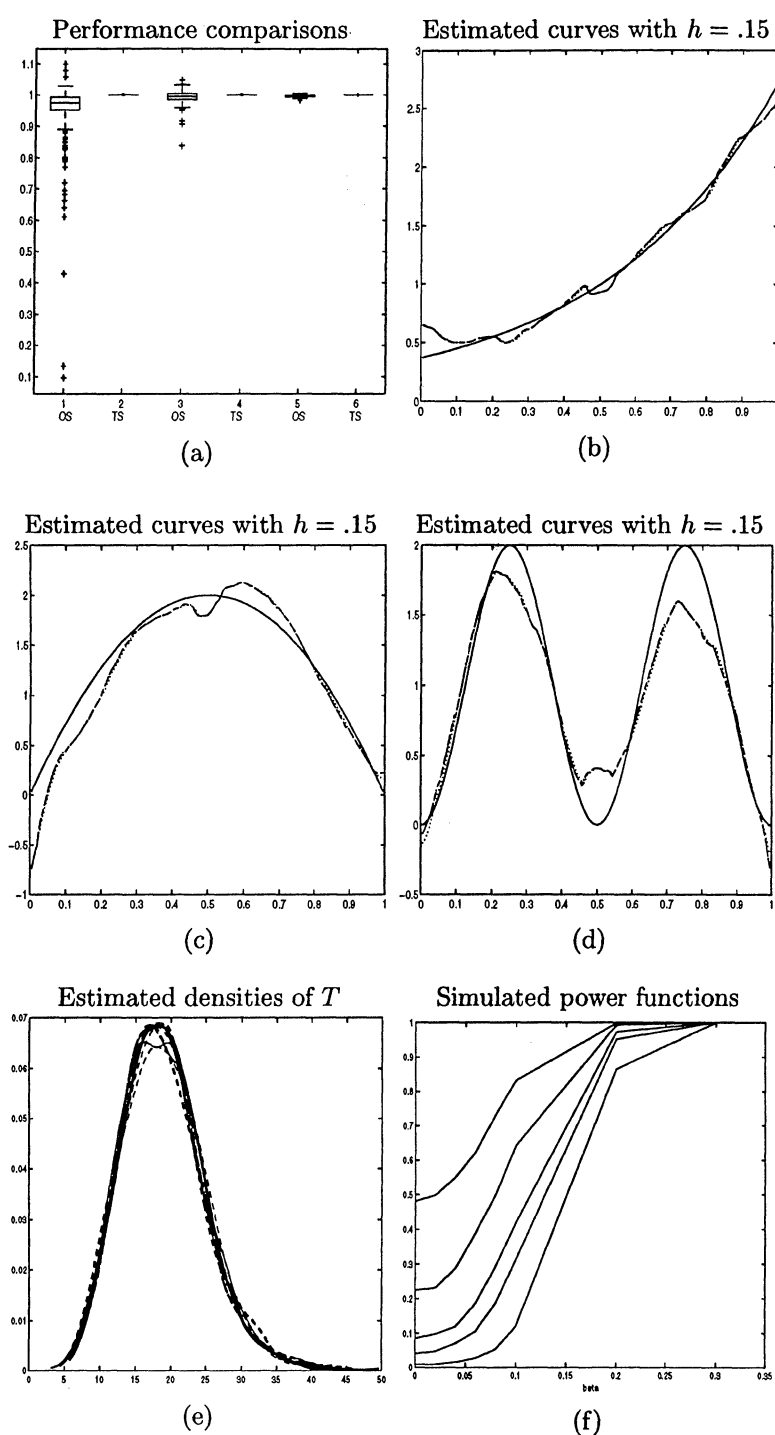 Performance comparisons
1.1
1
0.9
0.8
0.7
0.6
0.5
0.4
0.3
0.2
0.1
1 2 3 4 5 6
OS TS OS TS OS TS
(a)
Estimated curves with h = .15
3
2.5
2
1.5
1
0.5
0
0 0.1 0.2 0.3 0.4 0.5 0.6 0.7 0.8 0.9
(b)
Estimated curves with h = .15
2.5
2
1.5
1
0.5
0
-0.5
-1
0 0.1 0.2 0.3 0.4 0.5 0.6 0.7 0.8 0.9 1
(c)
Estimated curves with h = .15
2
1.5
1
0.5
0
-0.5
0 0.1 0.2 0.3 0.4 0.5 0.6 0.7 0.8 0.9 1
(d)
Estimated densities of T
0.07
0.06
0.05
0.04
0.03
0.02
0.01
0
0 5 10 15 20 25 30 35 40 45 50
(e)
Simulated power functions
1
0.9
0.8
0.7
0.6
0.5
0.4
0.3
0.2
0.1
0
0 0.05 0.1 0.15 0.2 0.25 0.3 0.35
beta
(f)